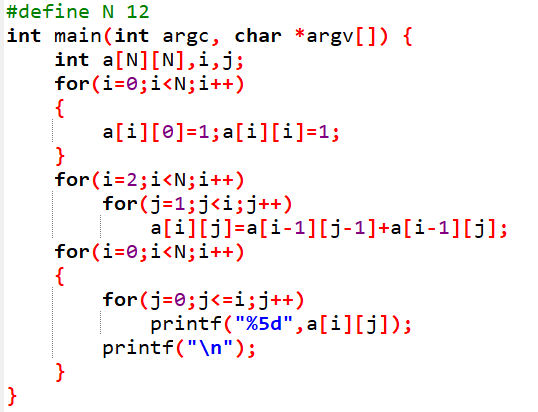 #define N 12
int main(int argc, char *argv[]) {
    int a[N][N],i,j;
    for(i=0;i<N;i++)
    {
        a[i][0]=1;a[i][i]=1;
    }
    for(i=2;i<N;i++)
        for(j=1;j<i;j++)
            a[i][j]=a[i-1][j-1]+a[i-1][j];
    for(i=0;i<N;i++)
    {
        for(j=0;j<=i;j++)
            printf("%5d",a[i][j]);
        printf("\n");
    }
}